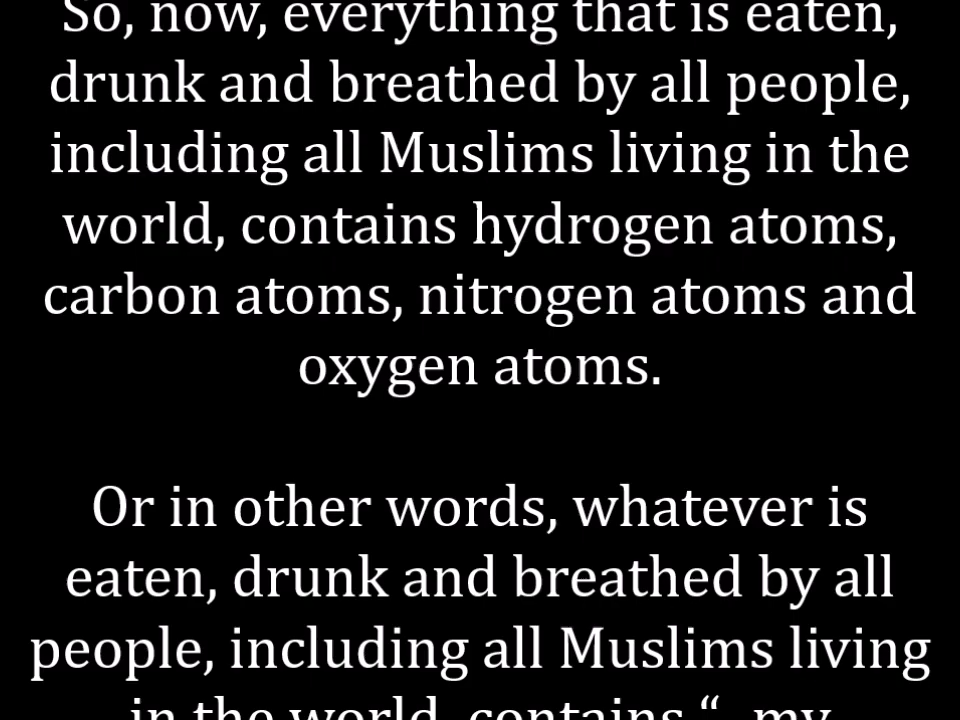 So, now, everything that is eaten,
drunk and breathed by all people,
including all Muslims living in the
world, contains hydrogen atoms,
carbon atoms, nitrogen atoms and
oxygen atoms.
Or in other words, whatever is
eaten, drunk and breathed by all
people, including all Muslims living
in the world, contains “ my